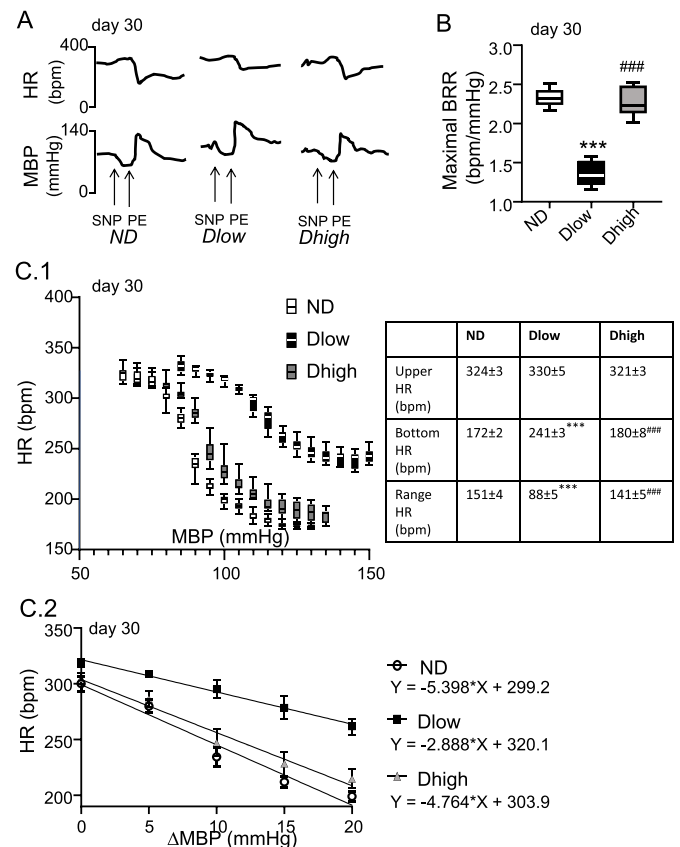 A
day 30
400
HR
(bpm)
0
140
MBP
(mmHg)
0
SNP PE SNP PE SNP PE
ND Dlow Dhigh
B
day 30
###
3.0
2.5
2.0
1.5
1.0
Maximal BRR
(bpm/mmHg)
***
ND Dlow Dhigh
C.1
day 30
400
350
300
250
200
150
HR (bpm)
ND
Dlow
Dhigh
MBP (mmHg)
50 100 150
ND Dlow Dhigh
Upper 324±3 330±5 321±3
HR
(bpm)
Bottom 172±2 241±3*** 180±8###
HR
(bpm)
Range 151±4 88±5*** 141±5###
HR
(bpm)
C.2
day 30
350
300
250
200
HR (bpm)
0 5 10 15 20
ΔMBP (mmHg)
ND
Y = -5.398*X + 299.2
Dlow
Y = -2.888*X + 320.1
Dhigh
Y = -4.764*X + 303.9